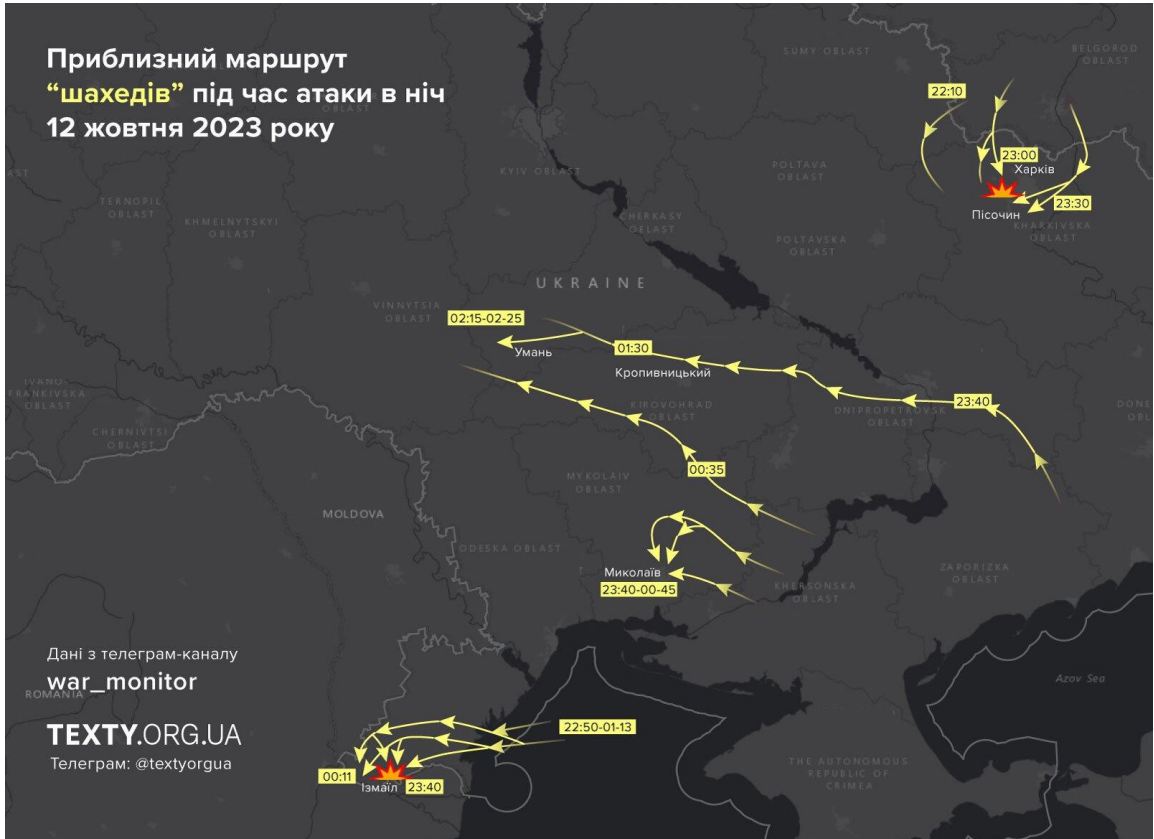 Приблизний маршрут
“шахедів” під час атаки в ніч
12 жовтня 2023 року
SUMY OBLAST
BELGOROD
OBLAST
22:10
23:00
Харків
23:30
Пісочин
KHARKIVSKA
OBLAST
KYIV OBLAST
POLTAVA
OBLAST
TERNOPIL
OBLAST
KHMELNYTSKYI
OBLAST
CHERKASY
OBLAST
POLTAVSKA
OBLAST
UKRAINE
VINNYTSIA
OBLAST
02:15-02-25
Умань
01:30
Кропивницький
IVANO-
FRANKIVSKA
OBLAST
KIROVOHRAD
OBLAST
23:40
DNIPROPETROVSK
OBLAST
CHERNIVTSI
OBLAST
00:35
MYKOLAIV
OBLAST
MOLDOVA
ODESKA OBLAST
Миколаїв
23:40-00-45
KHERSONSKA
OBLAST
ZAPORIZKA
OBLAST
Дані з телеграм-каналу
war_monitor
ROMANIA
Azov Sea
TEXTY.ORG.UA
Телеграм: @textyorgua
22:50-01-13
00:11
Ізмаїл
23:40
THE AUTONOMOUS
REPUBLIC OF
CRIMEA